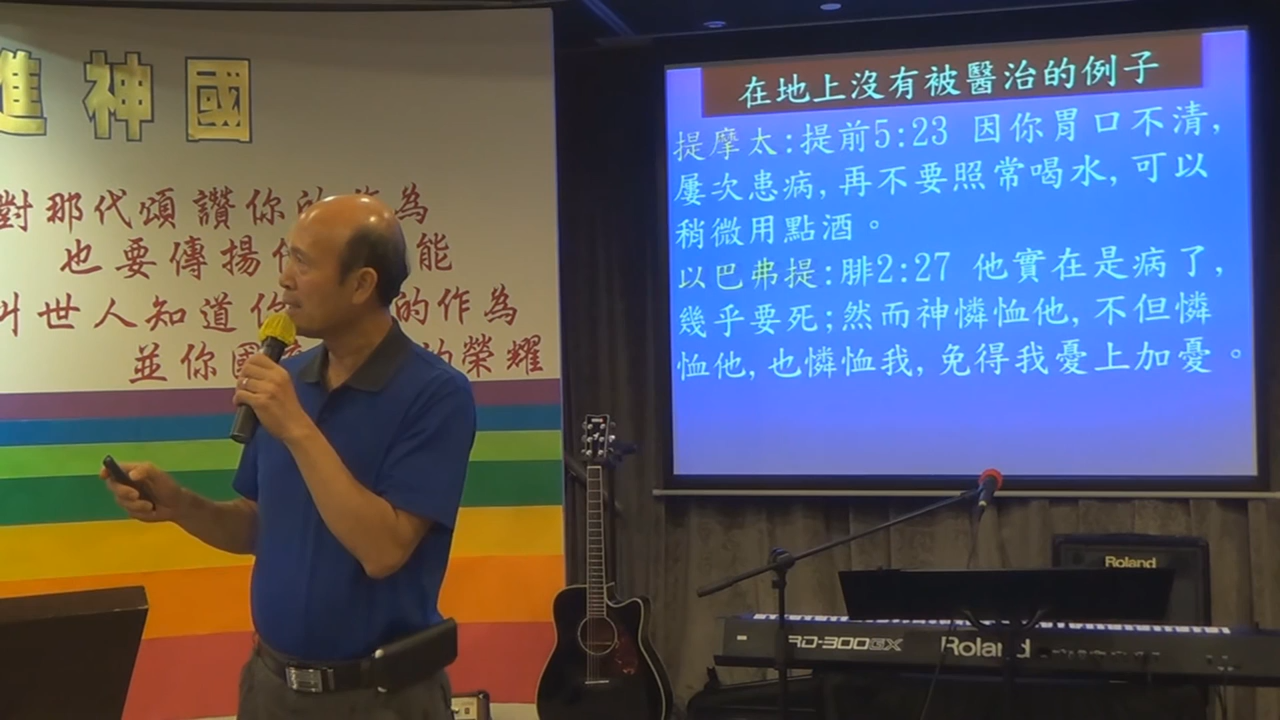 進神國
對那代頌讚你的作為
也要傳揚你 能
叫世人知道你 的作為
並你國 的榮耀
在地上沒有被醫治的例子
提摩太:提前5:23 因你胃口不清,
屢次患病,再不要照常喝水,可以
稍微用點酒。
以巴弗提:腓2:27 他實在是病了,
幾乎要死;然而神憐恤他,不但憐
恤他,也憐恤我,免得我憂上加憂。
Roland
RD-300GX Roland